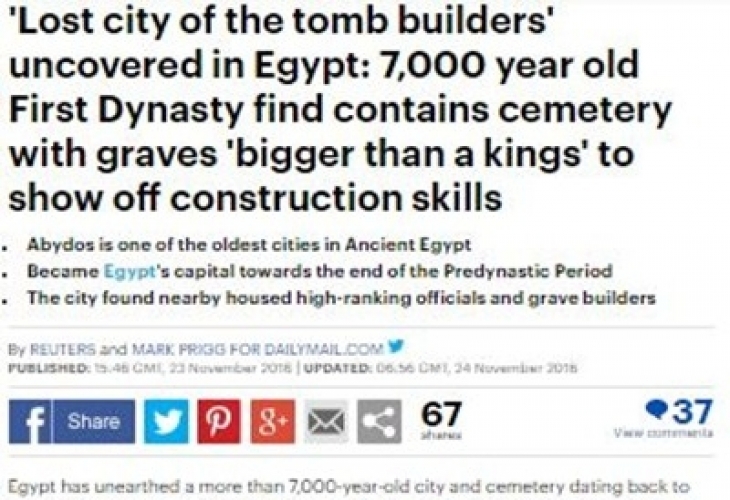 'Lost city of the tomb builders'
uncovered in Egypt: 7,000 year old
First Dynasty find contains cemetery
with graves 'bigger than a kings' to
show off construction skills
• Abydos is one of the oldest cities in Ancient Egypt
• Became Egypt's capital towards the end of the Predynastic Period
• The city found nearby housed high-ranking officials and grave builders
By REUTERS and MARK PRIGG FOR DAILYMAIL.COM
PUBLISHED: 15:46 GMT, 23 November 2016 | UPDATED: 06:56 GMT, 24 November 2016
f Share
g+
67
shares
37
View comments
Egypt has unearthed a more than 7,000-year-old city and cemetery dating back to